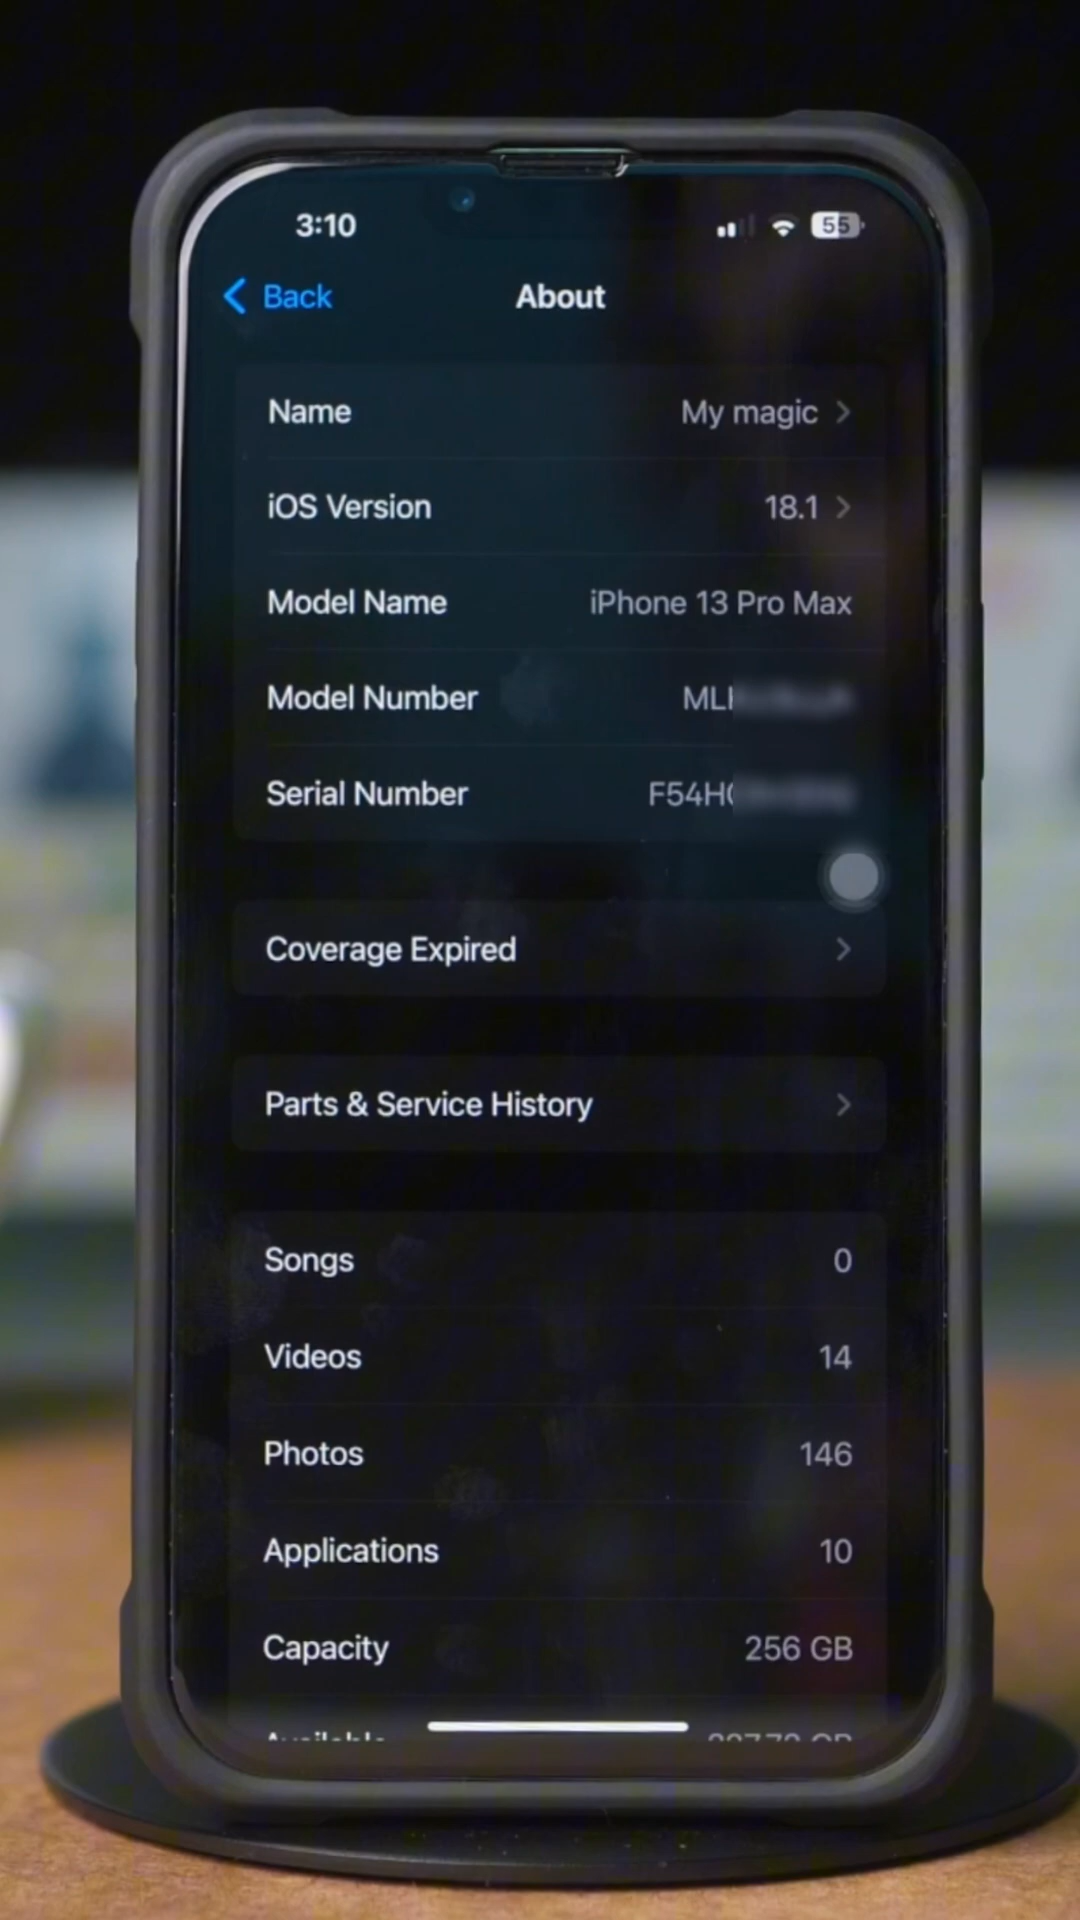 3:10
55
Back
About
Name
My magic
iOS Version
18.1
Model Name
iPhone 13 Pro Max
Model Number
ML
Serial Number
F54H
Coverage Expired
Parts & Service History
Songs
0
Videos
14
Photos
146
Applications
10
Capacity
256 GB
Available